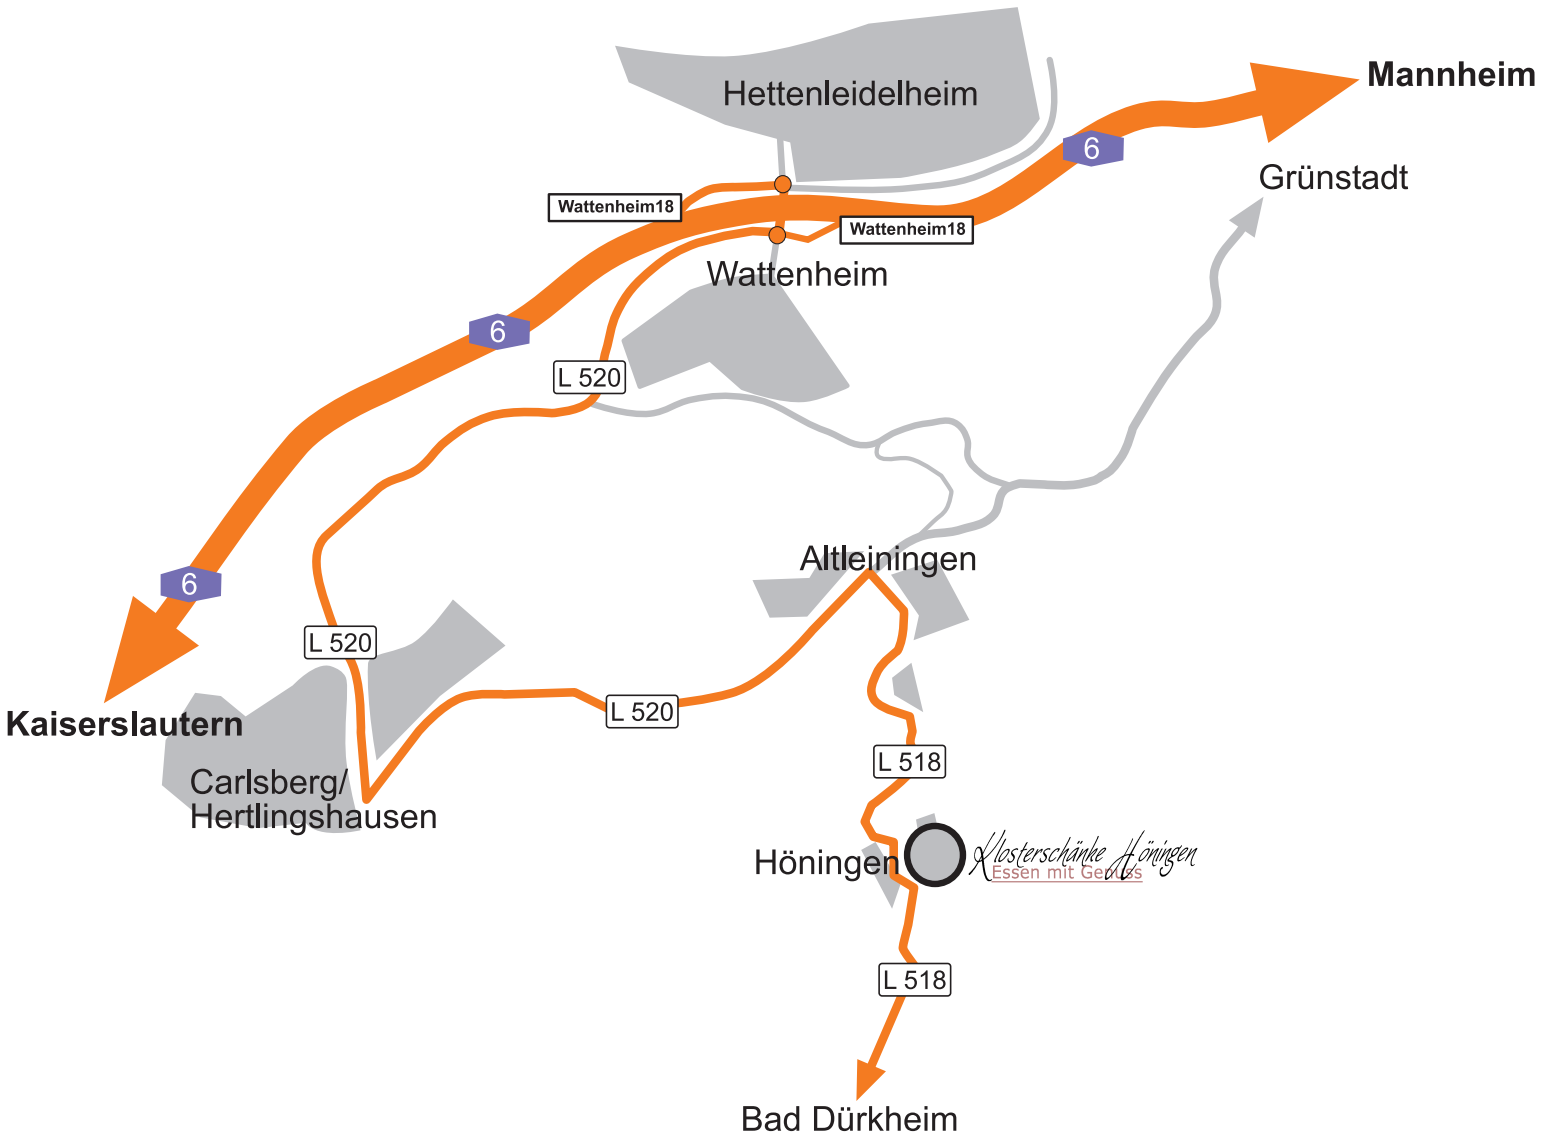 Mannheim
Hettenleidelheim
6
Grünstadt
Wattenheim18
Wattenheim18
Wattenheim
6
L 520
Altleiningen
6
L 520
L 520
Kaiserslautern
L 518
Carlsberg/
Hertlingshausen
Höningen
Klosterschänke Höningen
Essen mit Genuss
L 518
Bad Dürkheim